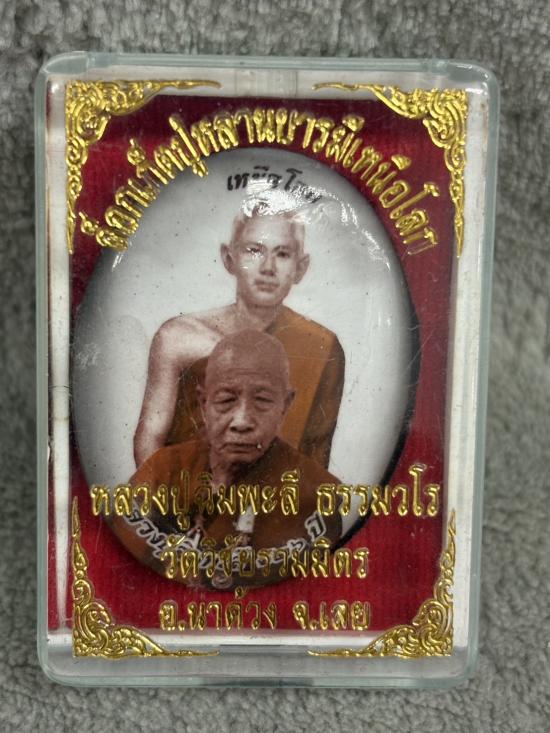 ล็อกเก็ตปู่หลานบารมีเหนือโลก
เหนือโลก
หลวงปู่ฉิมพะลี ธรรมวโร
วัดวิชัยรวมมิตร
อ.นาด้วง จ.เลย